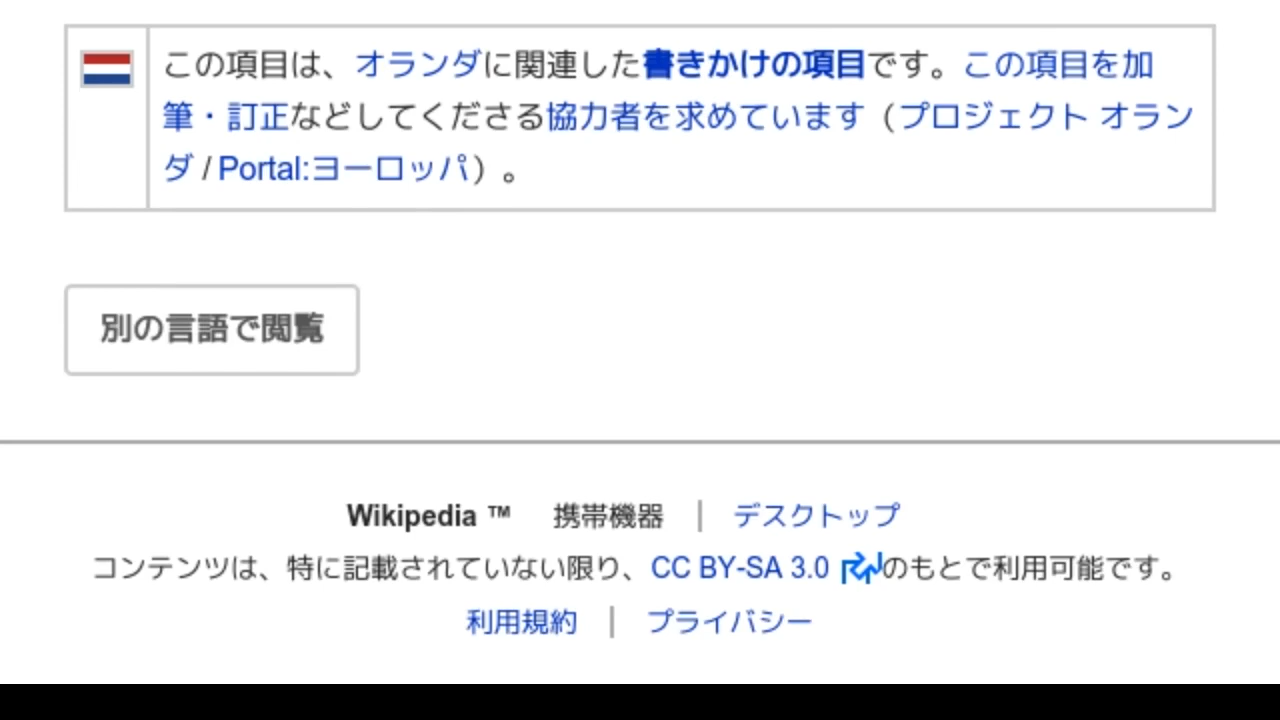 この項目は、オランダに関連した書きかけの項目です。この項目を加
筆・訂正などしてくださる協力者を求めています（プロジェクト オラン
ダ / Portal:ヨーロッパ）。
別の言語で閲覧
Wikipedia ™ 携帯機器 | デスクトップ
コンテンツは、特に記載されていない限り、CC BY-SA 3.0 のもとで利用可能です。
利用規約 | プライバシー